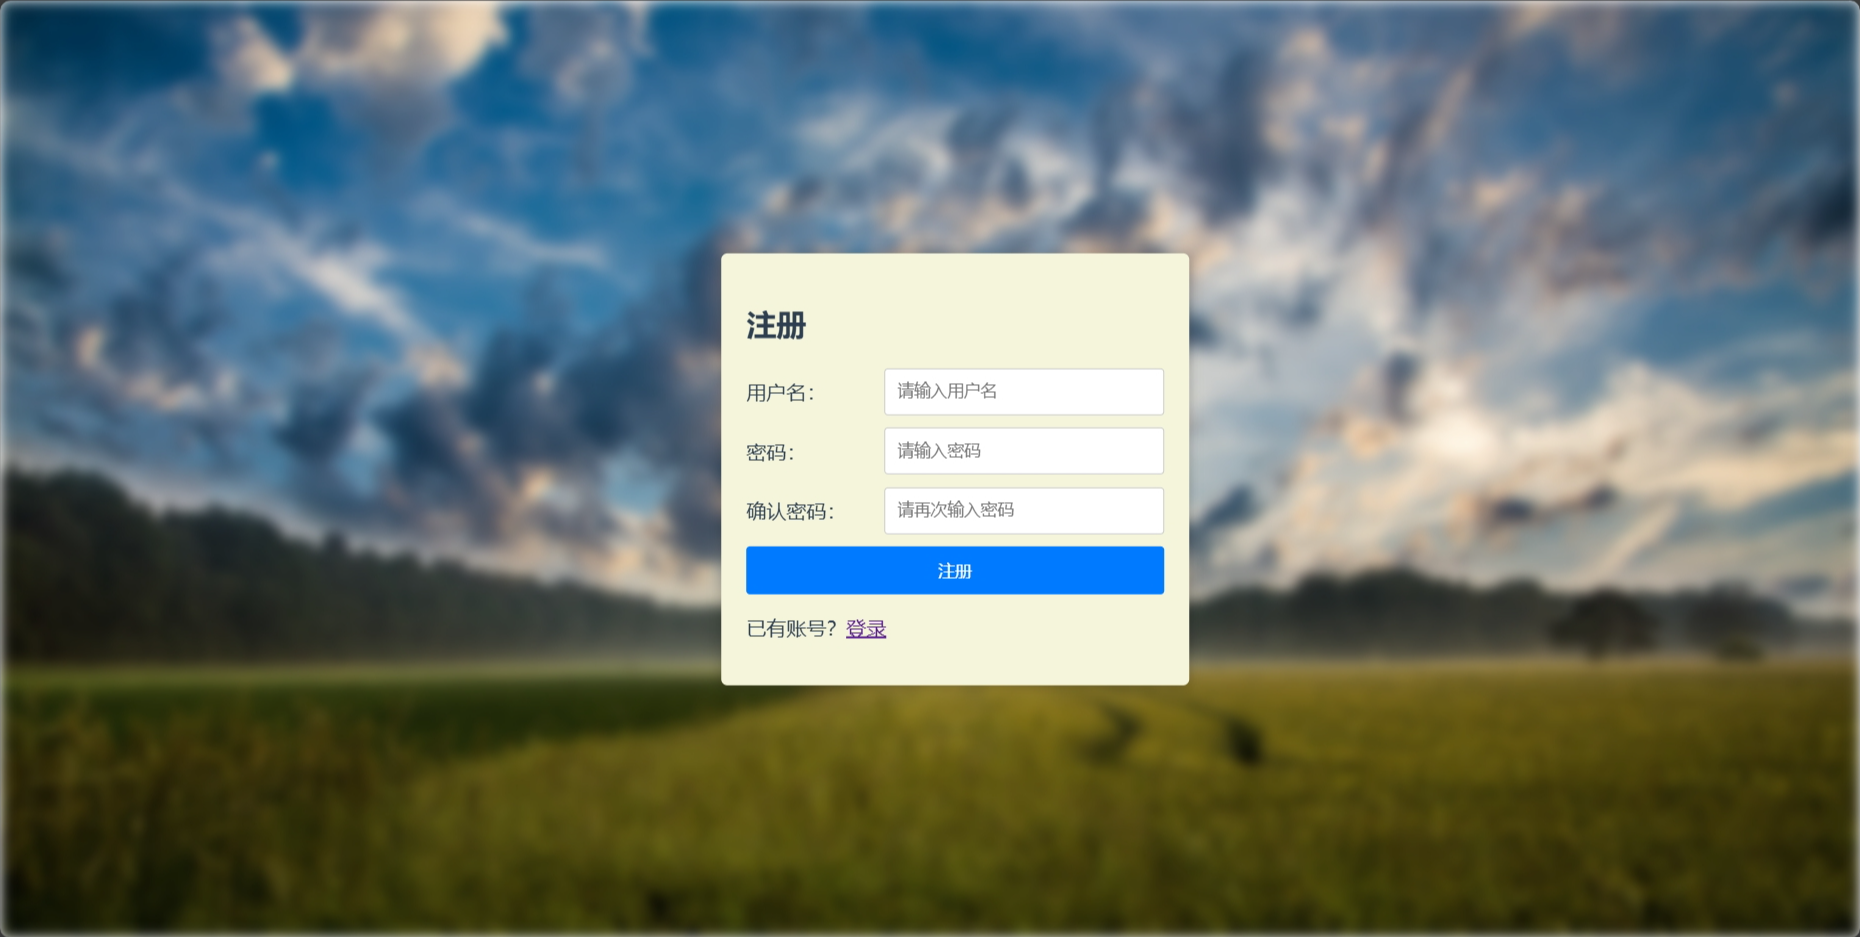 注册
用户名： 请输入用户名
密码： 请输入密码
确认密码： 请再次输入密码
注册
已有账号？登录